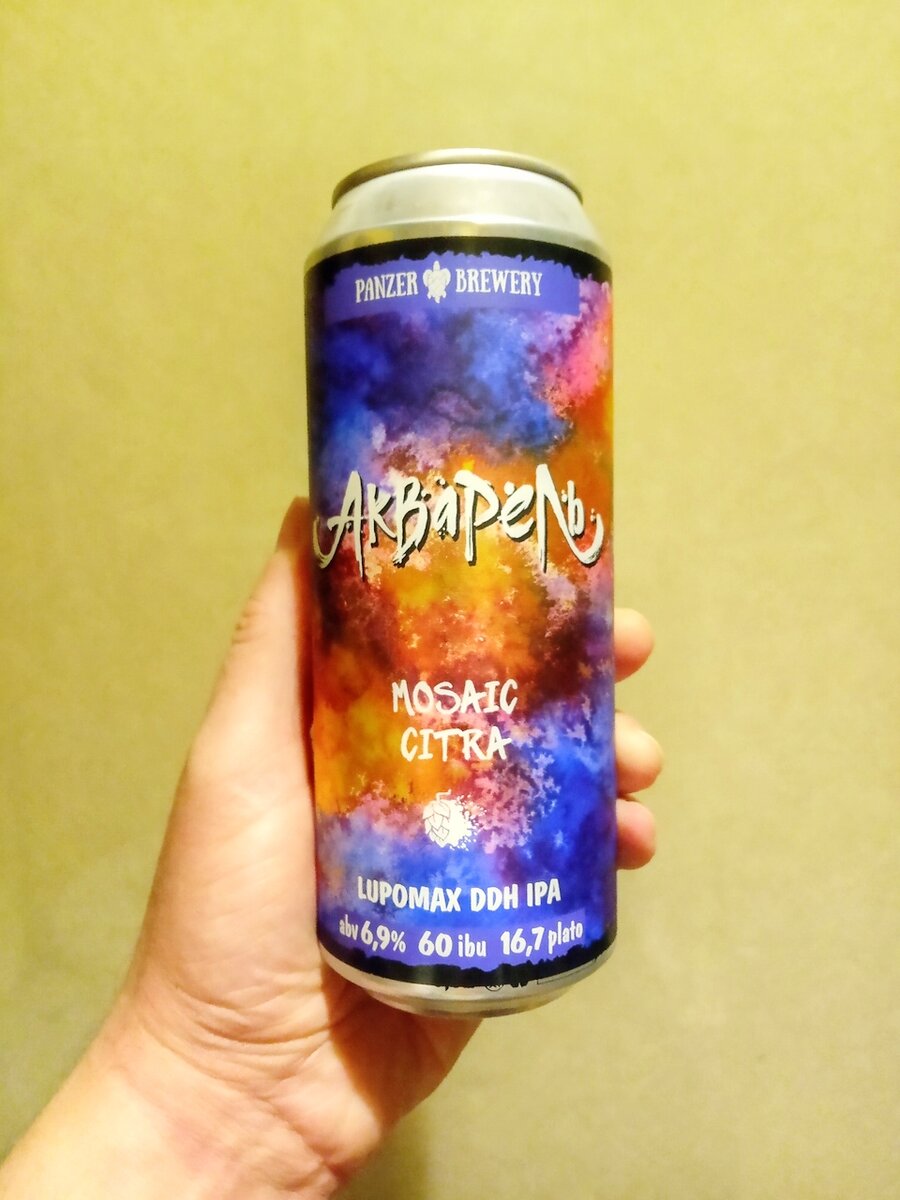 PANZER BREWERY
АКВАРЕЛЬ
MOSAIC
CITRA
LUPOMAX DDH IPA
abv 6,9% 60 ibu 16,7 plato